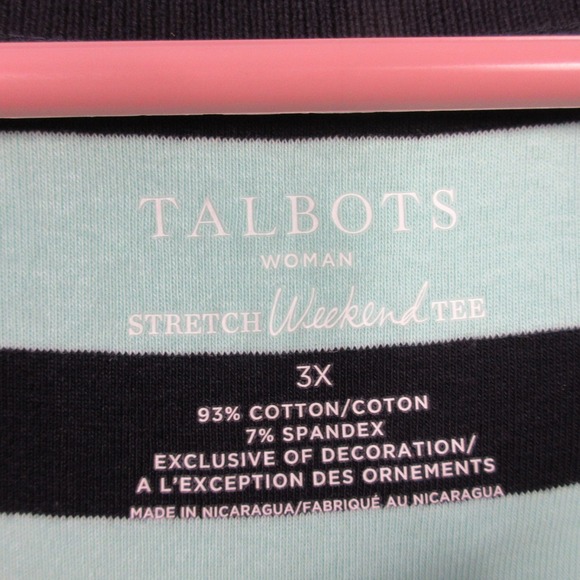 TALBOTS
WOMAN
STRETCH Weekend TEE
3X
93% COTTON/COTON
7% SPANDEX
EXCLUSIVE OF DECORATION/
A L'EXCEPTION DES ORNEMENTS
MADE IN NICARAGUA/FABRIQUÉ AU NICARAGUA